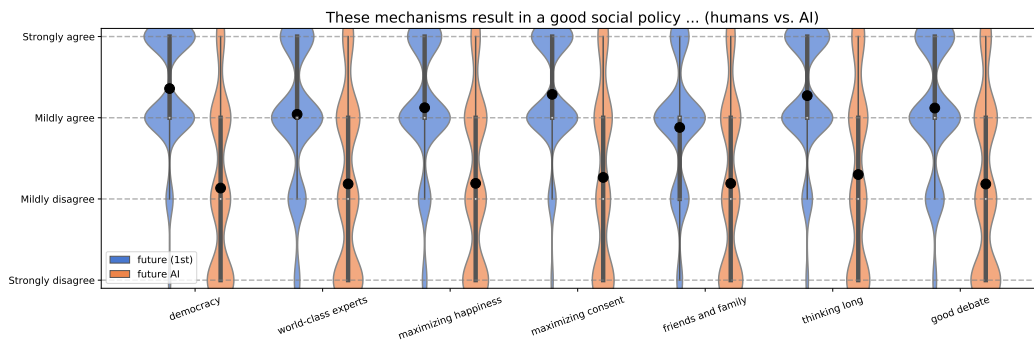 These mechanisms result in a good social policy ... (humans vs. AI)
Strongly agree
Mildly agree
Mildly disagree
Strongly disagree
future (1st)
future AI
democracy
world-class experts
maximizing happiness
maximizing consent
friends and family
thinking long
good debate